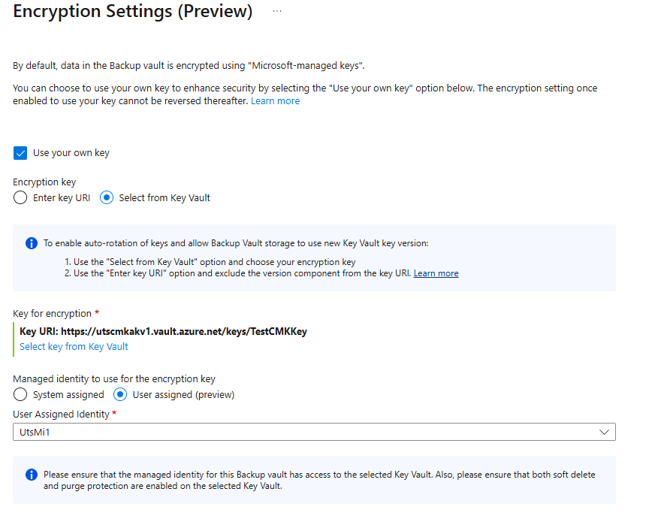 Encryption Settings (Preview) ...
By default, data in the Backup vault is encrypted using "Microsoft-managed keys".
You can choose to use your own key to enhance security by selecting the "Use your own key" option below. The encryption setting once
enabled to use your key cannot be reversed thereafter. Learn more
Use your own key
Encryption key
Enter key URI Select from Key Vault
To enable auto-rotation of keys and allow Backup Vault storage to use new Key Vault key version:
1. Use the "Select from Key Vault" option and choose your encryption key
2. Use the "Enter key URI" option and exclude the version component from the key URI. Learn more
Key for encryption *
Key URI: https://utscmkakv1.vault.azure.net/keys/TestCMKKey
Select key from Key Vault
Managed identity to use for the encryption key
System assigned User assigned (preview)
User Assigned Identity *
UtsMi1
Please ensure that the managed identity for this Backup vault has access to the selected Key Vault. Also, please ensure that both soft delete
and purge protection are enabled on the selected Key Vault.